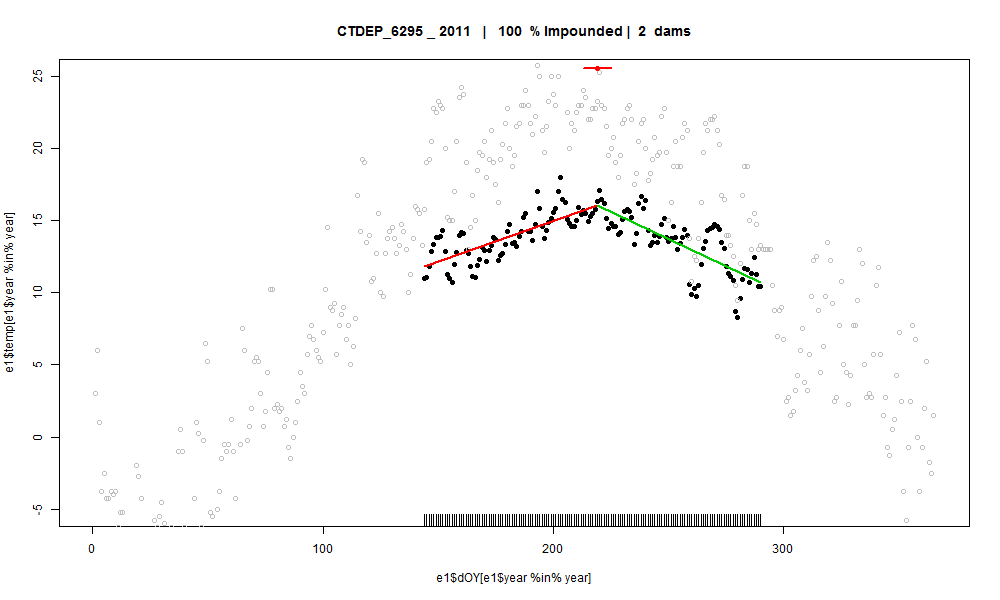 CTDEP_6295 _ 2011 | 100 % Impounded | 2 dams
e1$temp[e1$year %in% year]
25
20
15
10
5
0
-5
0 100 200 300
e1$dOY[e1$year %in% year]